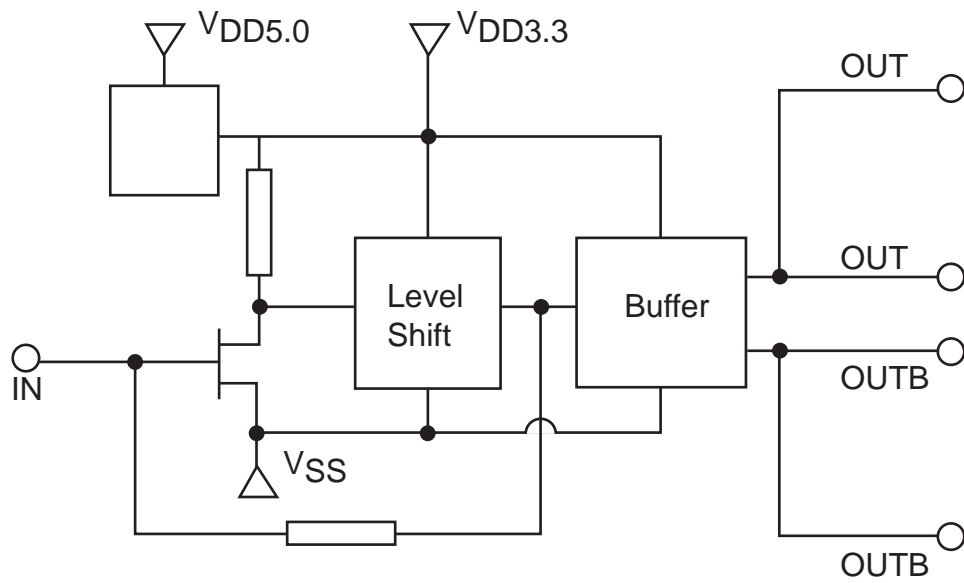 VDD5.0
VDD3.3
OUT
OUT
Level
Shift
Buffer
IN
OUTB
VSS
OUTB